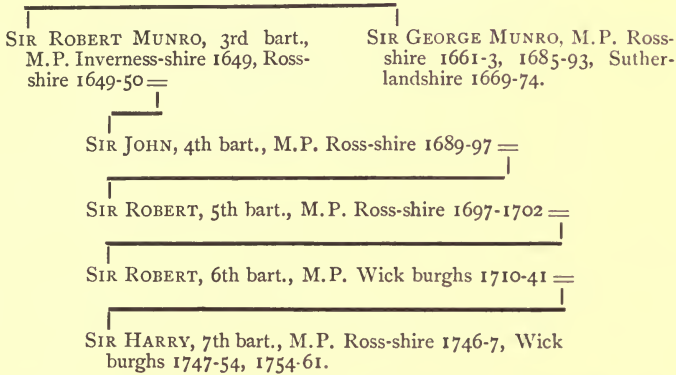 SIR ROBERT MUNRO, 3rd bart.,
M.P. Inverness-shire 1649, Ross-
shire 1649-50
SIR GEORGE MUNRO, M.P. Ross-
shire 1661-3, 1685-93, Suther-
landshire 1669-74.
SIR JOHN, 4th bart., M.P. Ross-shire 1689-97
SIR ROBERT, 5th bart., M.P. Ross-shire 1697-1702
SIR ROBERT, 6th bart., M.P. Wick burghs 1710-41
SIR HARRY, 7th bart., M.P. Ross-shire 1746-7, Wick
burghs 1747-54, 1754-61.